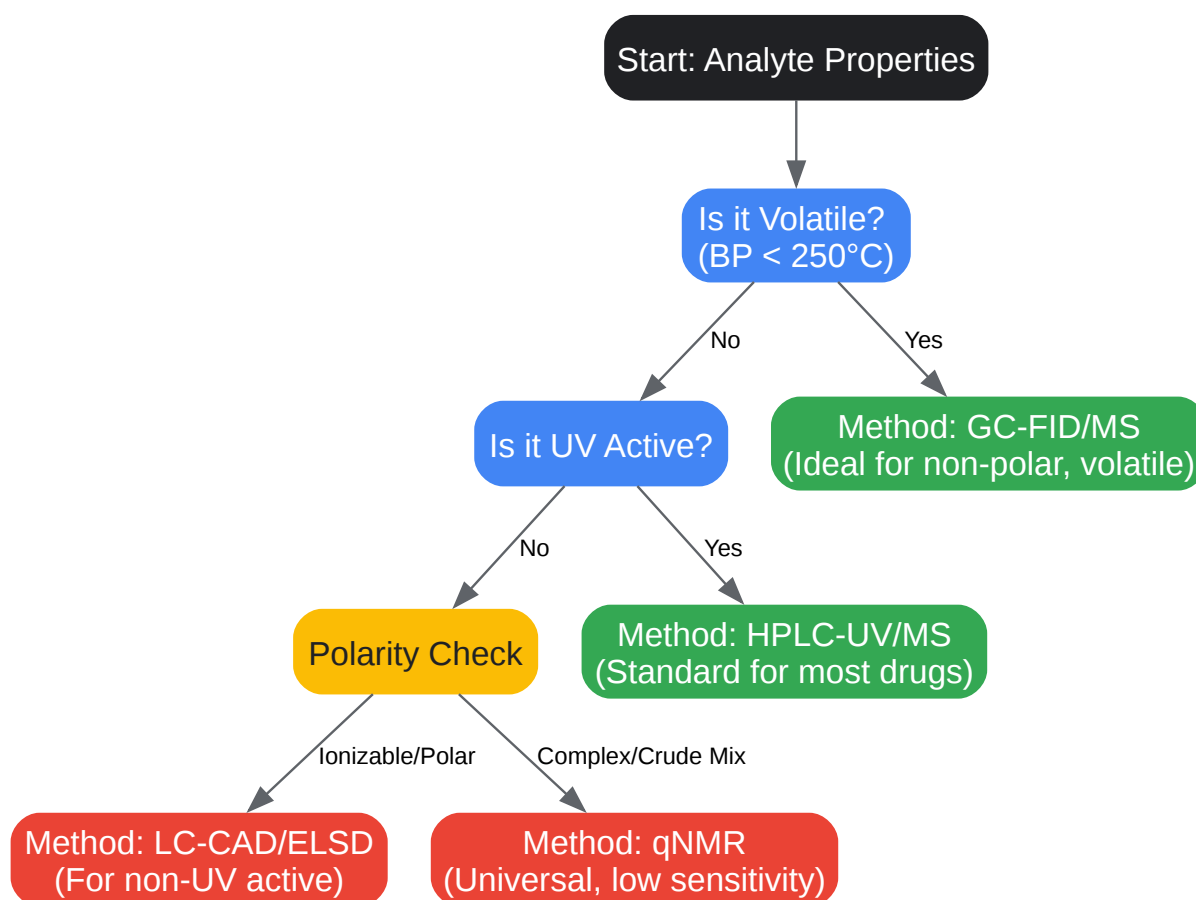 Start: Analyte Properties
Is it Volatile?
(BP < 250°C)
No
Yes
Is it UV Active?
Method: GC-FID/MS
(Ideal for non-polar, volatile)
No
Yes
Polarity Check
Method: HPLC-UV/MS
(Standard for most drugs)
Ionizable/Polar
Complex/Crude Mix
Method: LC-CAD/ELSD
(For non-UV active)
Method: qNMR
(Universal, low sensitivity)